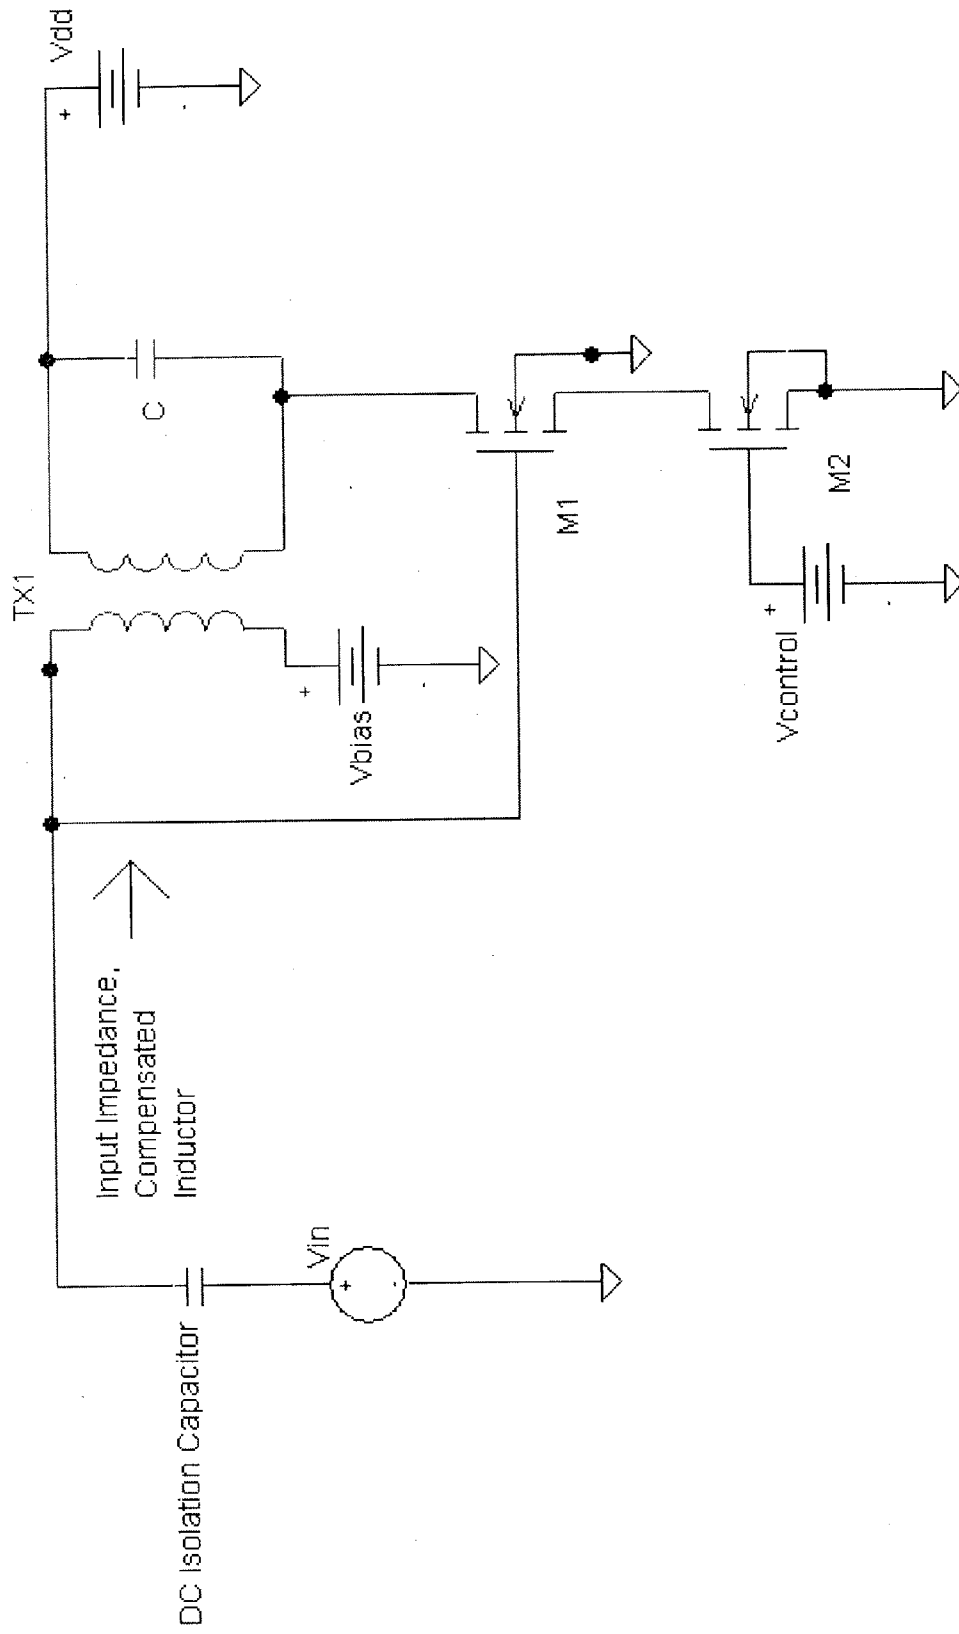 TX1
Vdd
+
C
Input Impedance,
Compensated
Inductor
+
Vbias
-
M1
DC Isolation Capacitor
Vin
+
-
+
Vcontrol
-
M2
-